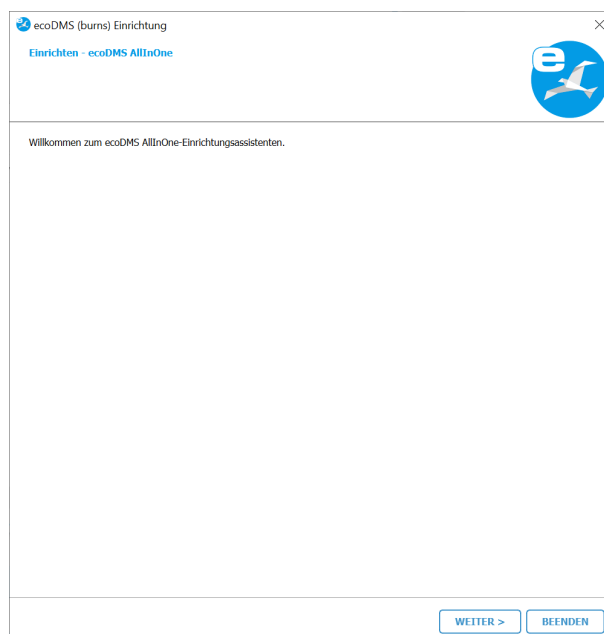 ecoDMS (burns) Einrichtung
Einrichten - ecoDMS AllInOne
e
Willkommen zum ecoDMS AllInOne-Einrichtungsassistenten.
WEITER >
BEENDEN